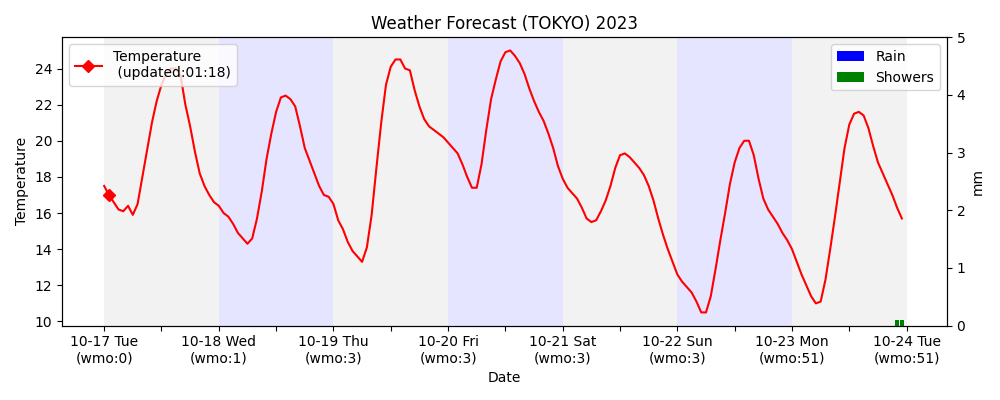 Weather Forecast (TOKYO) 2023
Temperature
(updated:01:18)
Rain
Showers
Temperature
24
22
20
18
16
14
12
10
5
4
3
2
1
0
mm
10-17 Tue
(wmo:0)
10-18 Wed
(wmo:1)
10-19 Thu
(wmo:3)
10-20 Fri
(wmo:3)
10-21 Sat
(wmo:3)
10-22 Sun
(wmo:3)
10-23 Mon
(wmo:51)
10-24 Tue
(wmo:51)
Date